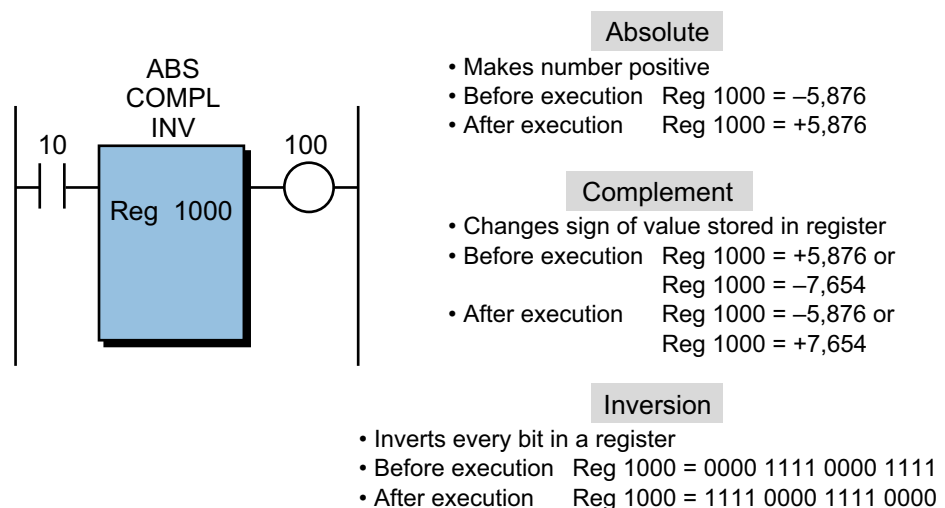 ABS
COMPL
INV
10
100
Reg 1000
Absolute
• Makes number positive
• Before execution Reg 1000 = –5,876
• After execution Reg 1000 = +5,876
Complement
• Changes sign of value stored in register
• Before execution Reg 1000 = +5,876 or
Reg 1000 = –7,654
• After execution Reg 1000 = –5,876 or
Reg 1000 = +7,654
Inversion
• Inverts every bit in a register
• Before execution Reg 1000 = 0000 1111 0000 1111
• After execution Reg 1000 = 1111 0000 1111 0000